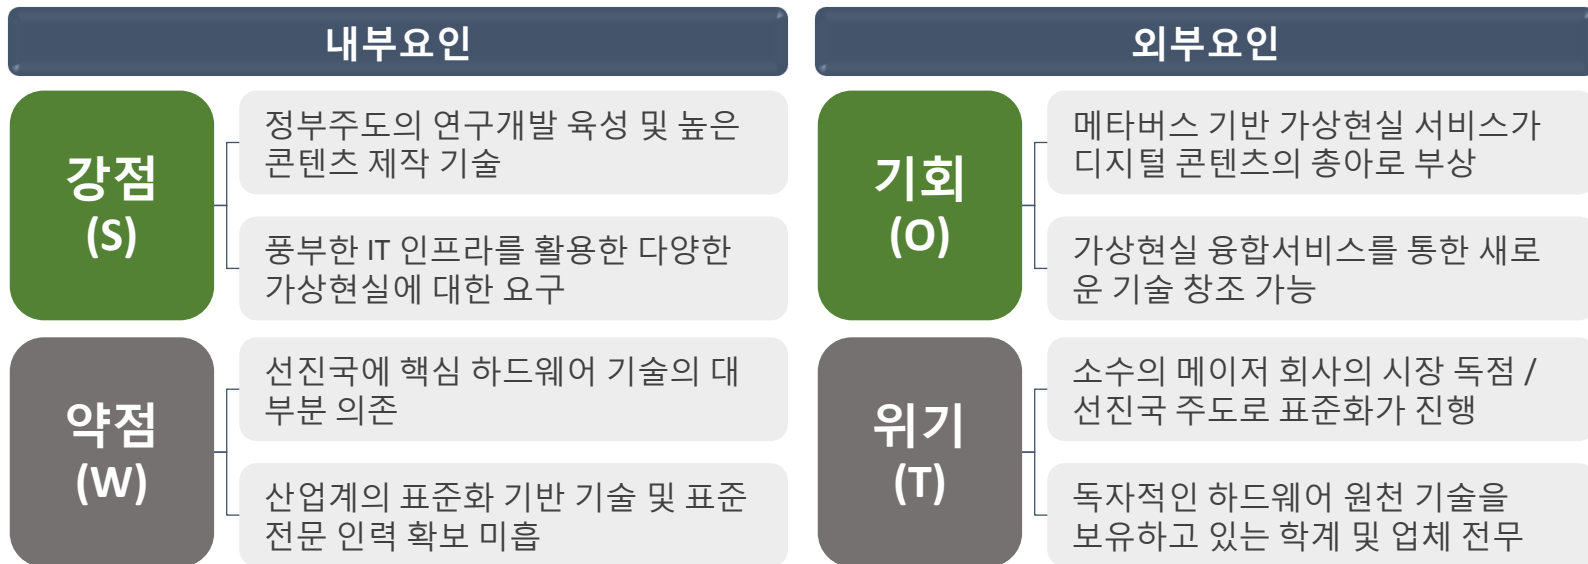 내부요인
강점
(S)
정부주도의 연구개발 육성 및 높은
콘텐츠 제작 기술
풍부한 IT 인프라를 활용한 다양한
가상현실에 대한 요구
약점
(W)
선진국에 핵심 하드웨어 기술의 대
부분 의존
산업계의 표준화 기반 기술 및 표준
전문 인력 확보 미흡
외부요인
기회
(O)
메타버스 기반 가상현실 서비스가
디지털 콘텐츠의 총아로 부상
가상현실 융합서비스를 통한 새로
운 기술 창조 가능
위기
(T)
소수의 메이저 회사의 시장 독점 /
선진국 주도로 표준화가 진행
독자적인 하드웨어 원천 기술을
보유하고 있는 학계 및 업체 전무